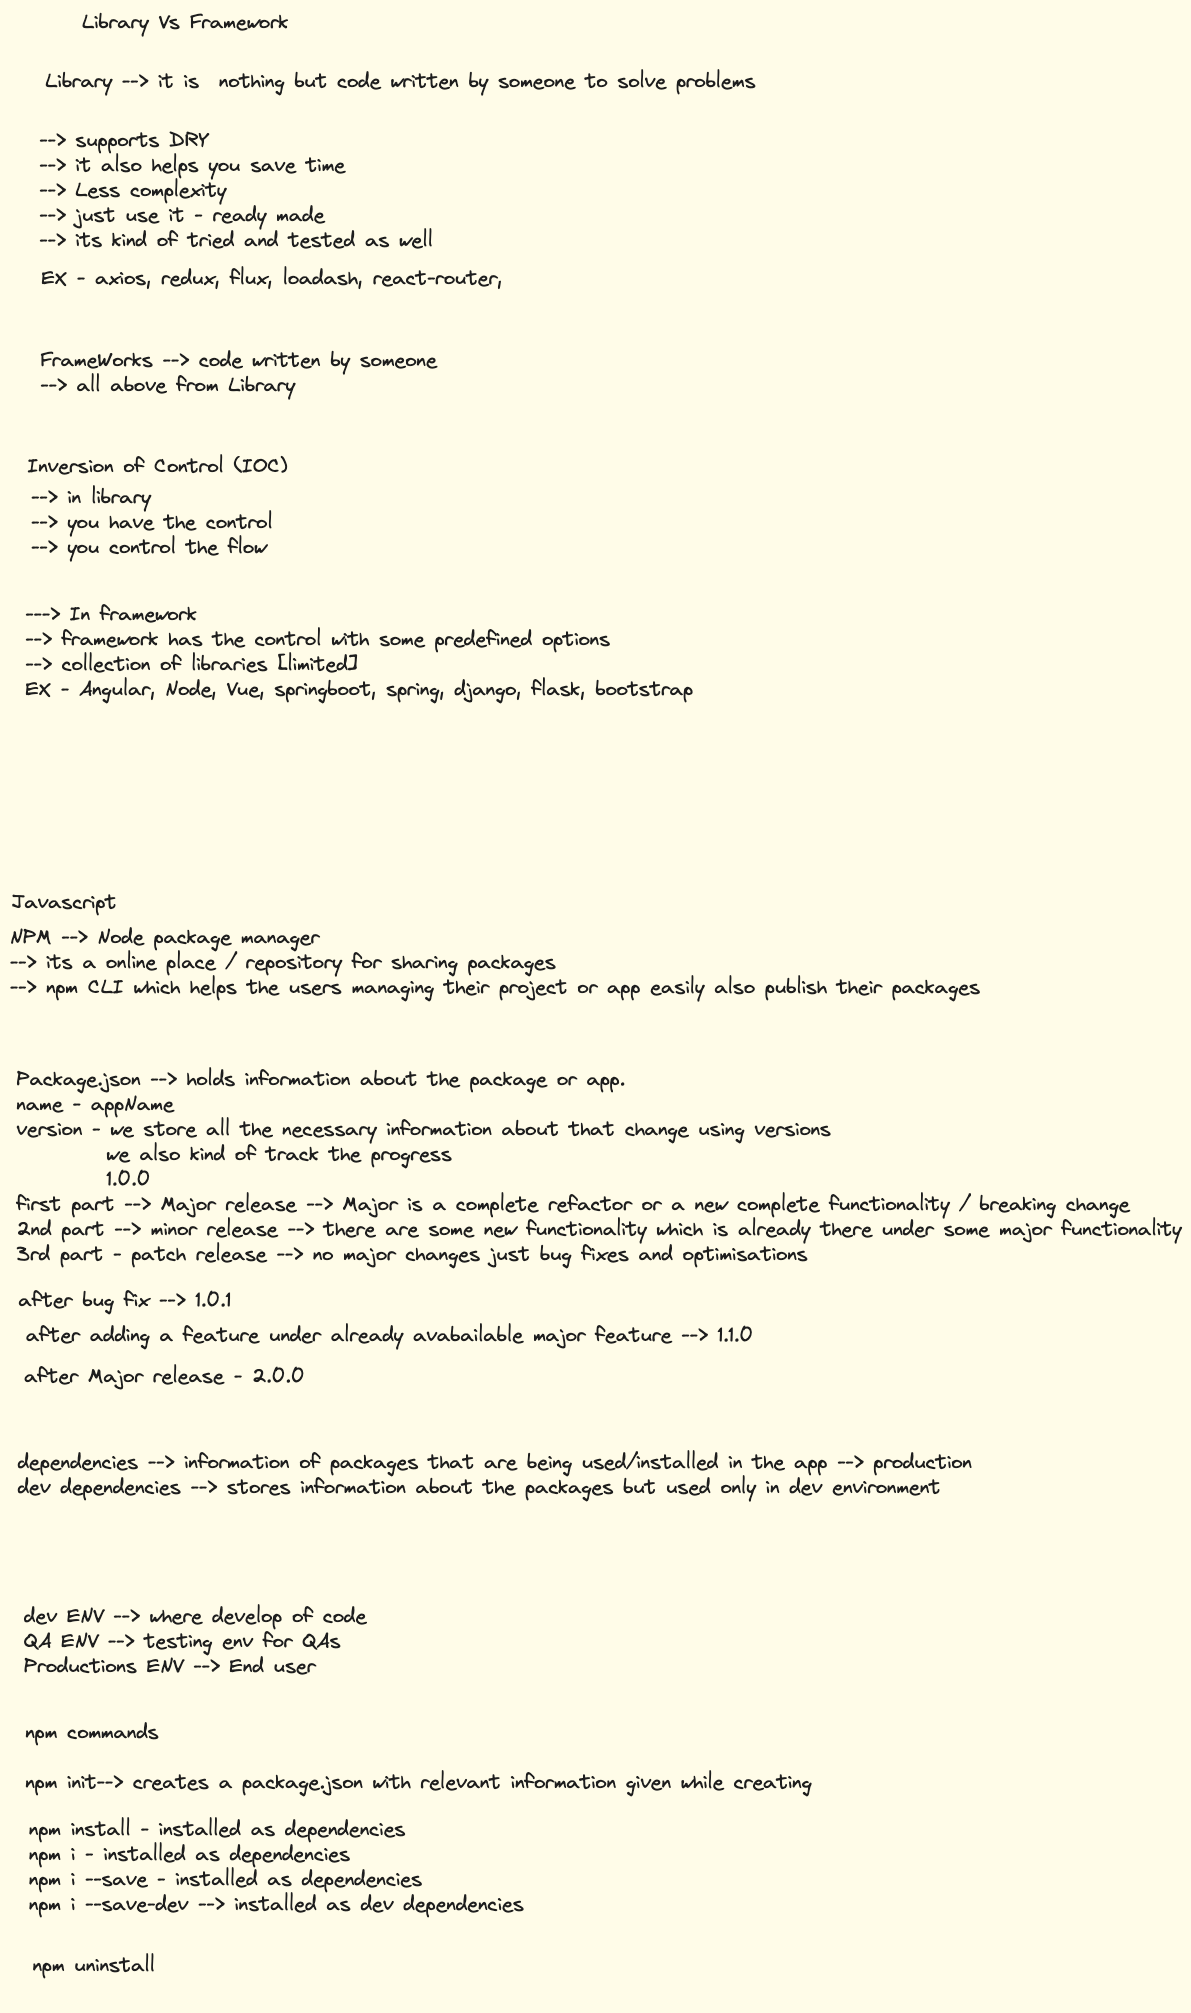 Library Vs Framework
Library --> it is  nothing but code written by someone to solve problems
--> supports DRY
--> it also helps you save time
--> Less complexity
--> just use it - ready made
--> its kind of tried and tested as well
EX - axios, redux, flux, loadash, react-router,
FrameWorks --> code written by someone
--> all above from Library
Inversion of Control (IOC)
--> in library
--> you have the control
--> you control the flow
---> In framework
--> framework has the control with some predefined options
--> collection of libraries [limited]
EX - Angular, Node, Vue, springboot, spring, django, flask, bootstrap
Javascript
NPM --> Node package manager
--> its a online place / repository for sharing packages
--> npm CLI which helps the users managing their project or app easily also publish their packages
Package.json --> holds information about the package or app.
name - appName
version - we store all the necessary information about that change using versions
we also kind of track the progress
1.0.0
first part --> Major release --> Major is a complete refactor or a new complete functionality / breaking change
2nd part --> minor release --> there are some new functionality which is already there under some major functionality
3rd part - patch release --> no major changes just bug fixes and optimisations
after bug fix --> 1.0.1
after adding a feature under already avabailable major feature --> 1.1.0
after Major release - 2.0.0
dependencies --> information of packages that are being used/installed in the app --> production
dev dependencies --> stores information about the packages but used only in dev environment
dev ENV --> where develop of code
QA ENV --> testing env for QAs
Productions ENV --> End user
npm commands
npm init--> creates a package.json with relevant information given while creating
npm install - installed as dependencies
npm i - installed as dependencies
npm i --save - installed as dependencies
npm i --save-dev --> installed as dev dependencies
npm uninstall